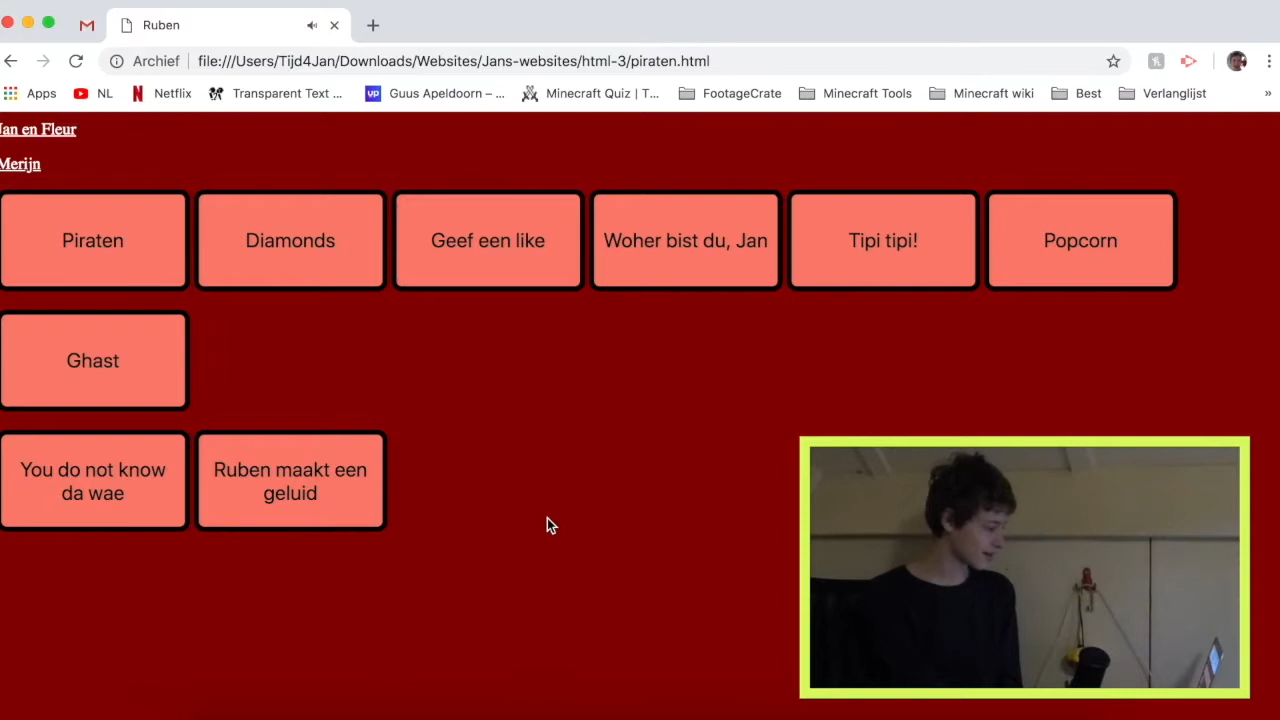 Ruben
Archief
file:///Users/Tijd4Jan/Downloads/Websites/Jans-websites/html-3/piraten.html
Apps
NL
Netflix
Transparent Text ...
up
Guus Apeldoorn – ...
Minecraft Quiz | T...
FootageCrate
Minecraft Tools
Minecraft wiki
Best
Verlanglijst
»
Jan en Fleur
Merijn
Piraten
Diamonds
Geef een like
Woher bist du, Jan
Tipi tipi!
Popcorn
Ghast
You do not know
da wae
Ruben maakt een
geluid